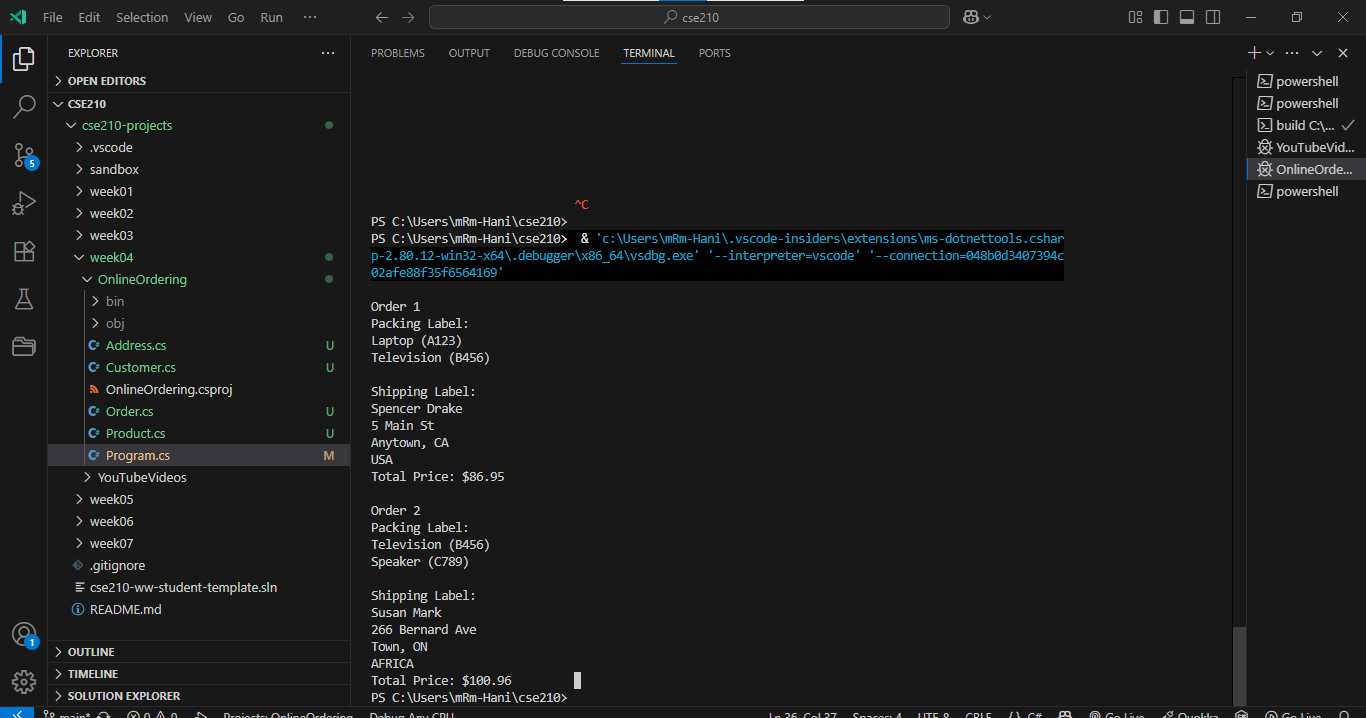 File Edit Selection View Go Run ···
cse210
EXPLORER ···
OPEN EDITORS
CSE210
cse210-projects
.vscode
sandbox
week01
week02
week03
week04
OnlineOrdering
bin
obj
Address.cs U
Customer.cs U
OnlineOrdering.csproj
Order.cs U
Product.cs U
Program.cs M
YouTubeVideos
week05
week06
week07
.gitignore
cse210-ww-student-template.sln
README.md
OUTLINE
TIMELINE
SOLUTION EXPLORER
5
1
PROBLEMS OUTPUT DEBUG CONSOLE TERMINAL PORTS
^C
PS C:\Users\mRm-Hani\cse210>
PS C:\Users\mRm-Hani\cse210> & 'c:\Users\mRm-Hani\.vscode-insiders\extensions\ms-dotnettools.cshar
p-2.80.12-win32-x64\.debugger\x86_64\vsdbg.exe' '--interpreter=vscode' '--connection=048b0d3407394c
02afe88f35f6564169'
Order 1
Packing Label:
Laptop (A123)
Television (B456)
Shipping Label:
Spencer Drake
5 Main St
Anytown, CA
USA
Total Price: $86.95
Order 2
Packing Label:
Television (B456)
Speaker (C789)
Shipping Label:
Susan Mark
266 Bernard Ave
Town, ON
AFRICA
Total Price: $100.96
PS C:\Users\mRm-Hani\cse210>
powershell
powershell
build C:\...
YouTubeVid...
OnlineOrde...
powershell
main* 0 0 Projects: OnlineOrdering Debug Any CPU Ln 36, Col 37 Spaces: 4 UTF-8 CRLF {} C# Go Live Quokka Go Live